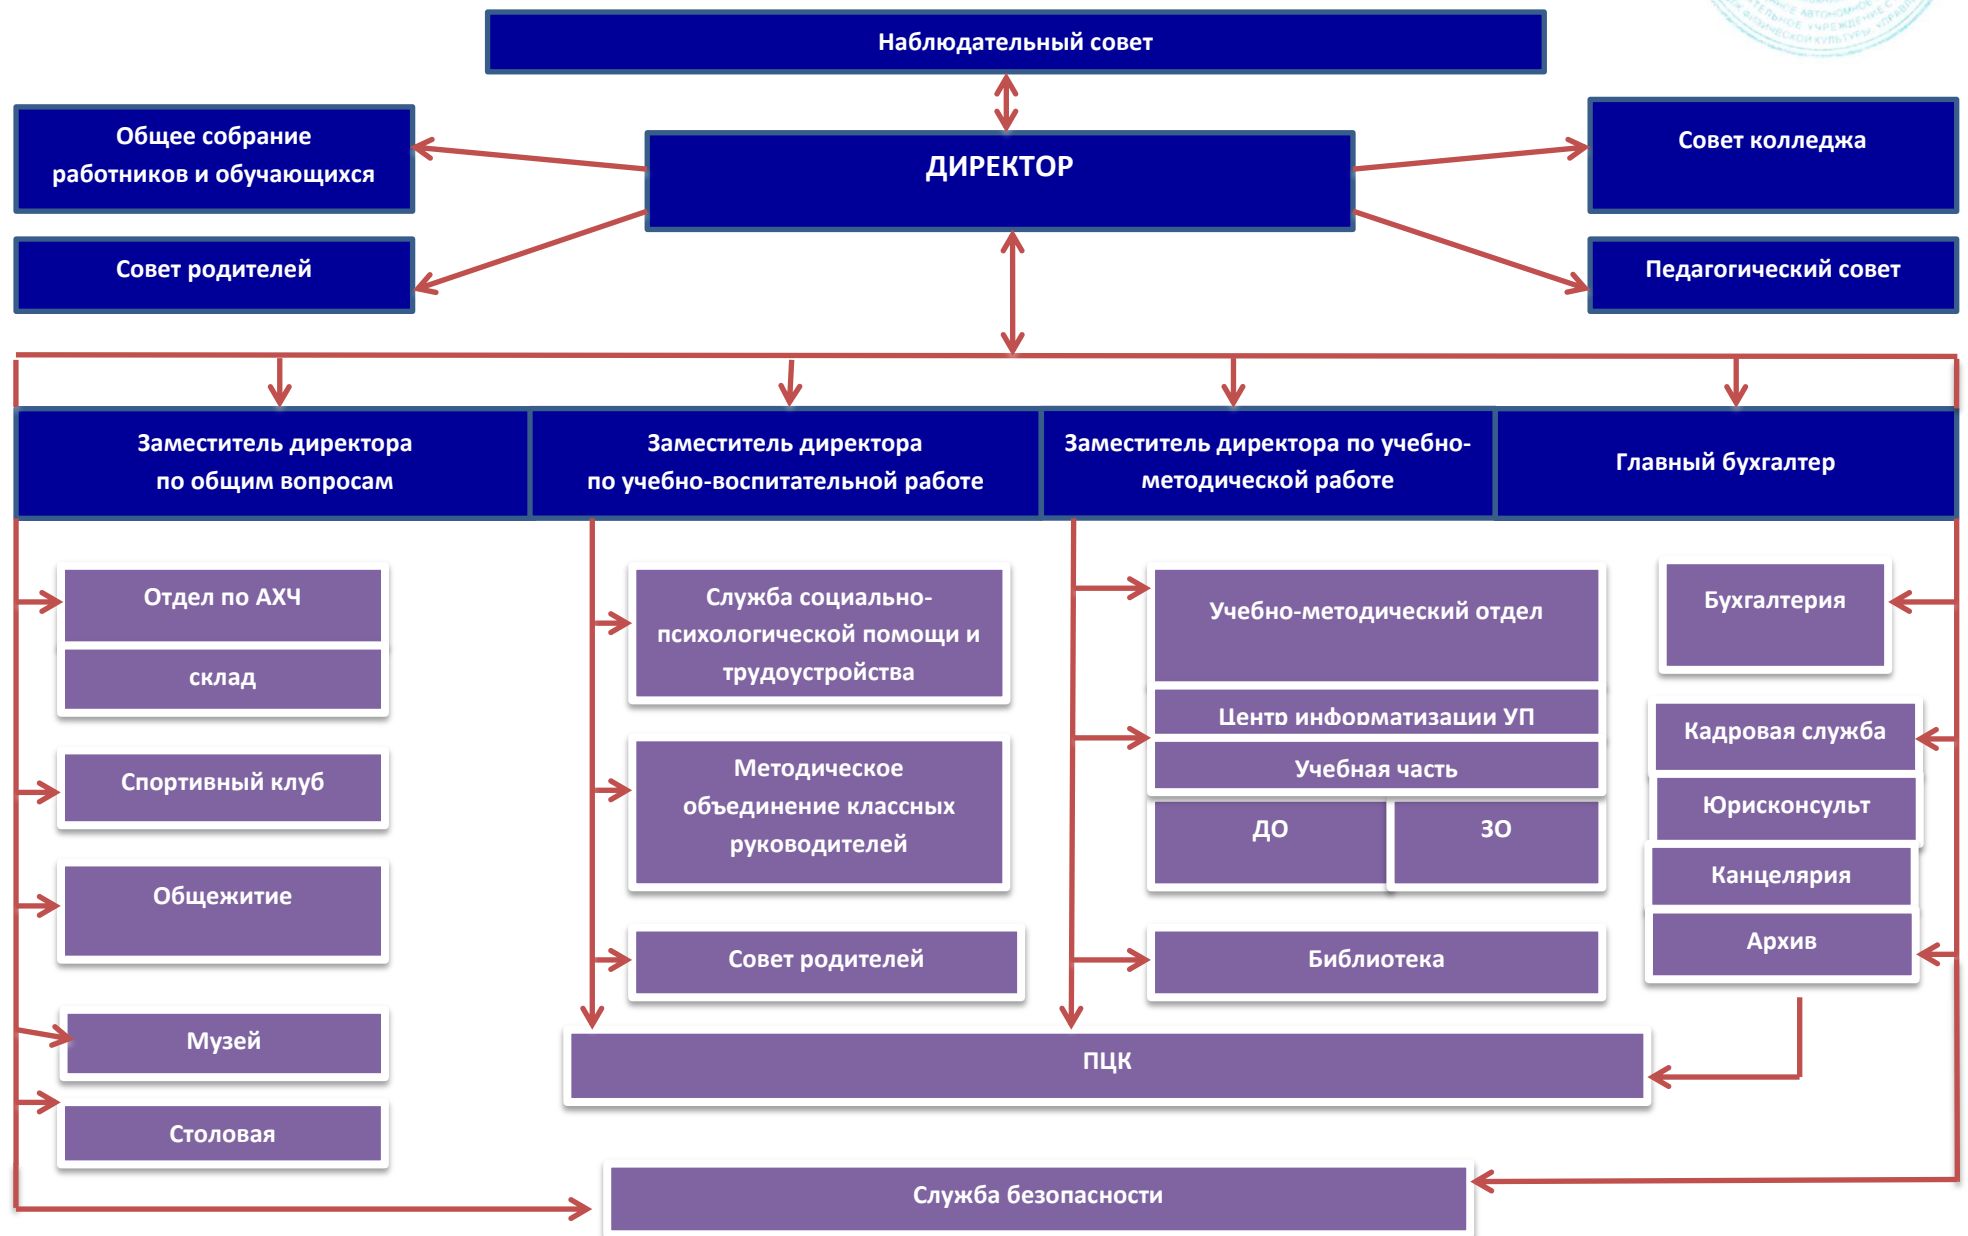 Наблюдательный совет
Общее собрание
работников и обучающихся
ДИРЕКТОР
Совет колледжа
Совет родителей
Педагогический совет
Заместитель директора
по общим вопросам
Заместитель директора
по учебно-воспитательной работе
Заместитель директора по учебно-
методической работе
Главный бухгалтер
Отдел по АХЧ
склад
Спортивный клуб
Общежитие
Музей
Столовая
Служба социально-
психологической помощи и
трудоустройства
Методическое
объединение классных
руководителей
Совет родителей
Учебно-методический отдел
Центр информатизации УП
Учебная часть
ДО
ЗО
Библиотека
Бухгалтерия
Кадровая служба
Юрисконсульт
Канцелярия
Архив
ПЦК
Служба безопасности